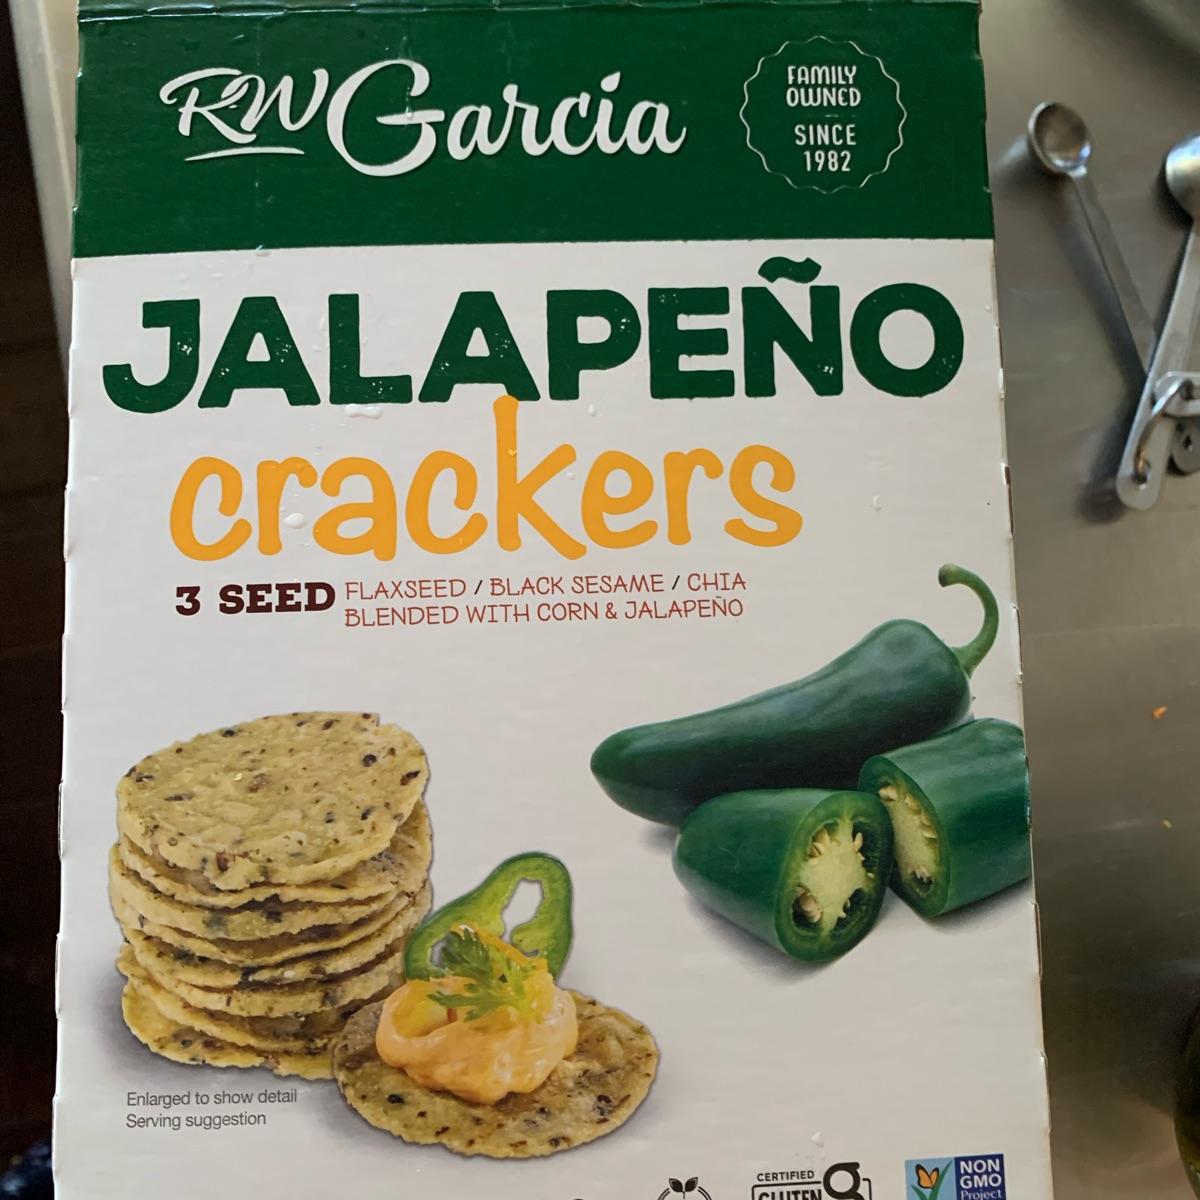 RW Garcia
FAMILY
OWNED
SINCE
1982
JALAPEÑO
crackers
3 SEED FLAXSEED / BLACK SESAME / CHIA
BLENDED WITH CORN & JALAPEÑO
Enlarged to show detail
Serving suggestion
CERTIFIED
GLUTEN
NON
GMO
Project